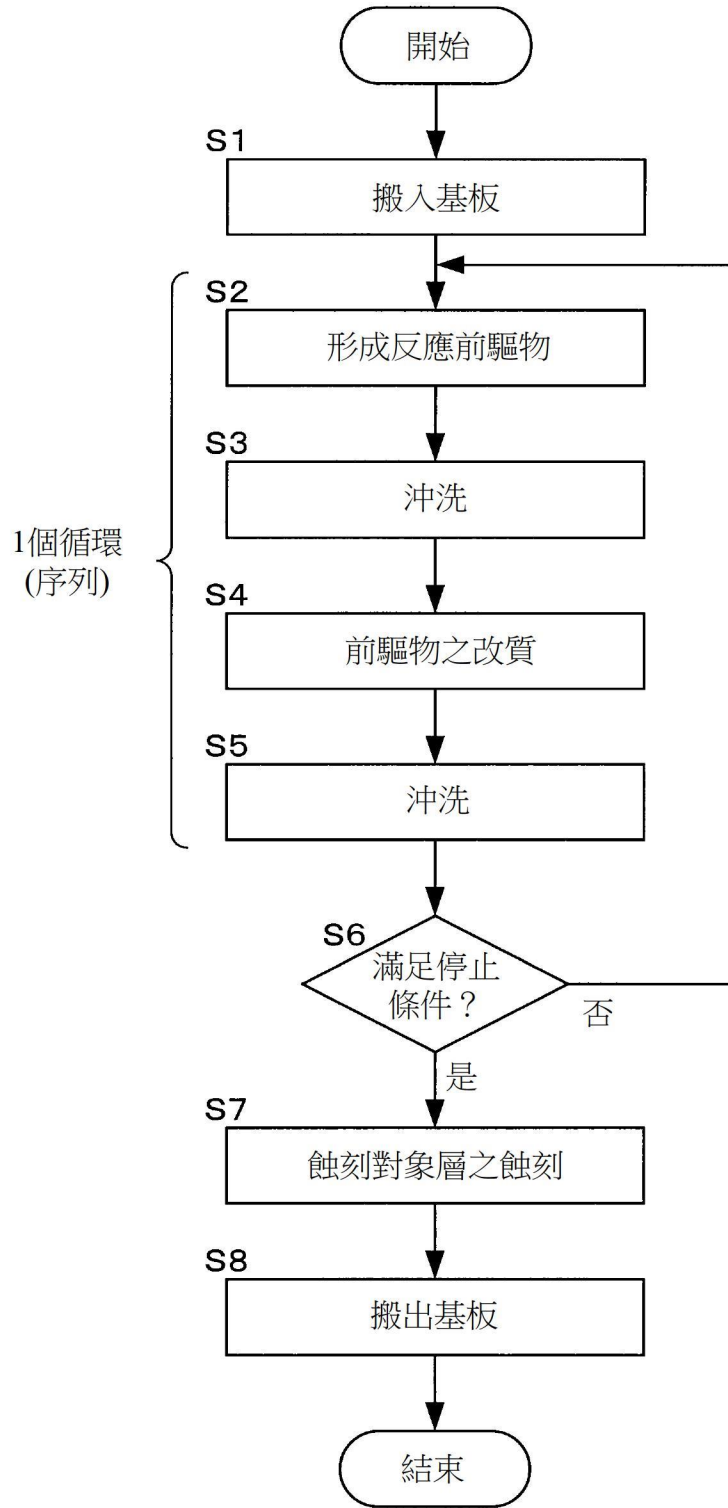 開始
S1
搬入基板
S2
形成反應前驅物
S3
沖洗
1個循環
(序列)
S4
前驅物之改質
S5
沖洗
S6
滿足停止
條件？
否
是
S7
蝕刻對象層之蝕刻
S8
搬出基板
結束